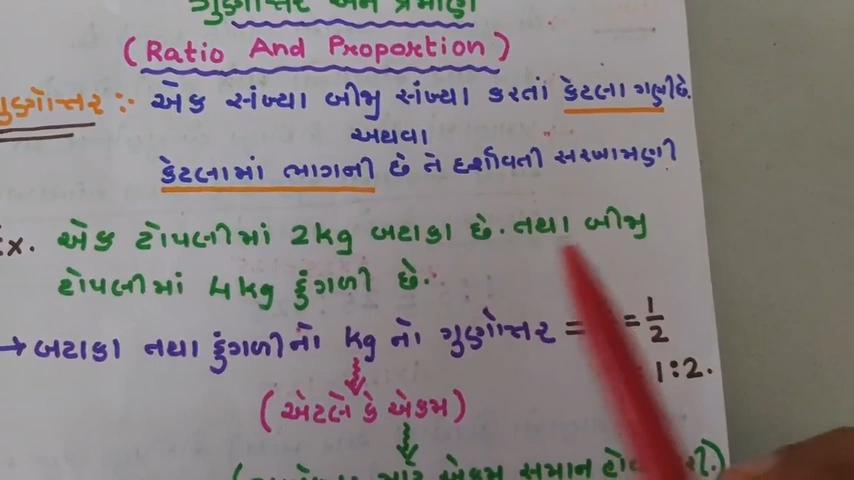 ગુણોત્તર અને પ્રમાણ
(Ratio And Proportion)
ગુણોત્તર :- એક સંખ્યા બીજી સંખ્યા કરતાં કેટલા ગણી છે.
અથવા
કેટલામાં ભાગની છે તે દર્શાવતી સરખામણી
Ex. એક ટોપલીમાં 2kg બટાકા છે. તથા બીજી
ટોપલીમાં 4kg ડુંગળી છે.
→ બટાકા તથા ડુંગળીનો kg નો ગુણોત્તર = = 1/2
1:2.
(એટલે કે એકમ)
માટે એકમ સમાન